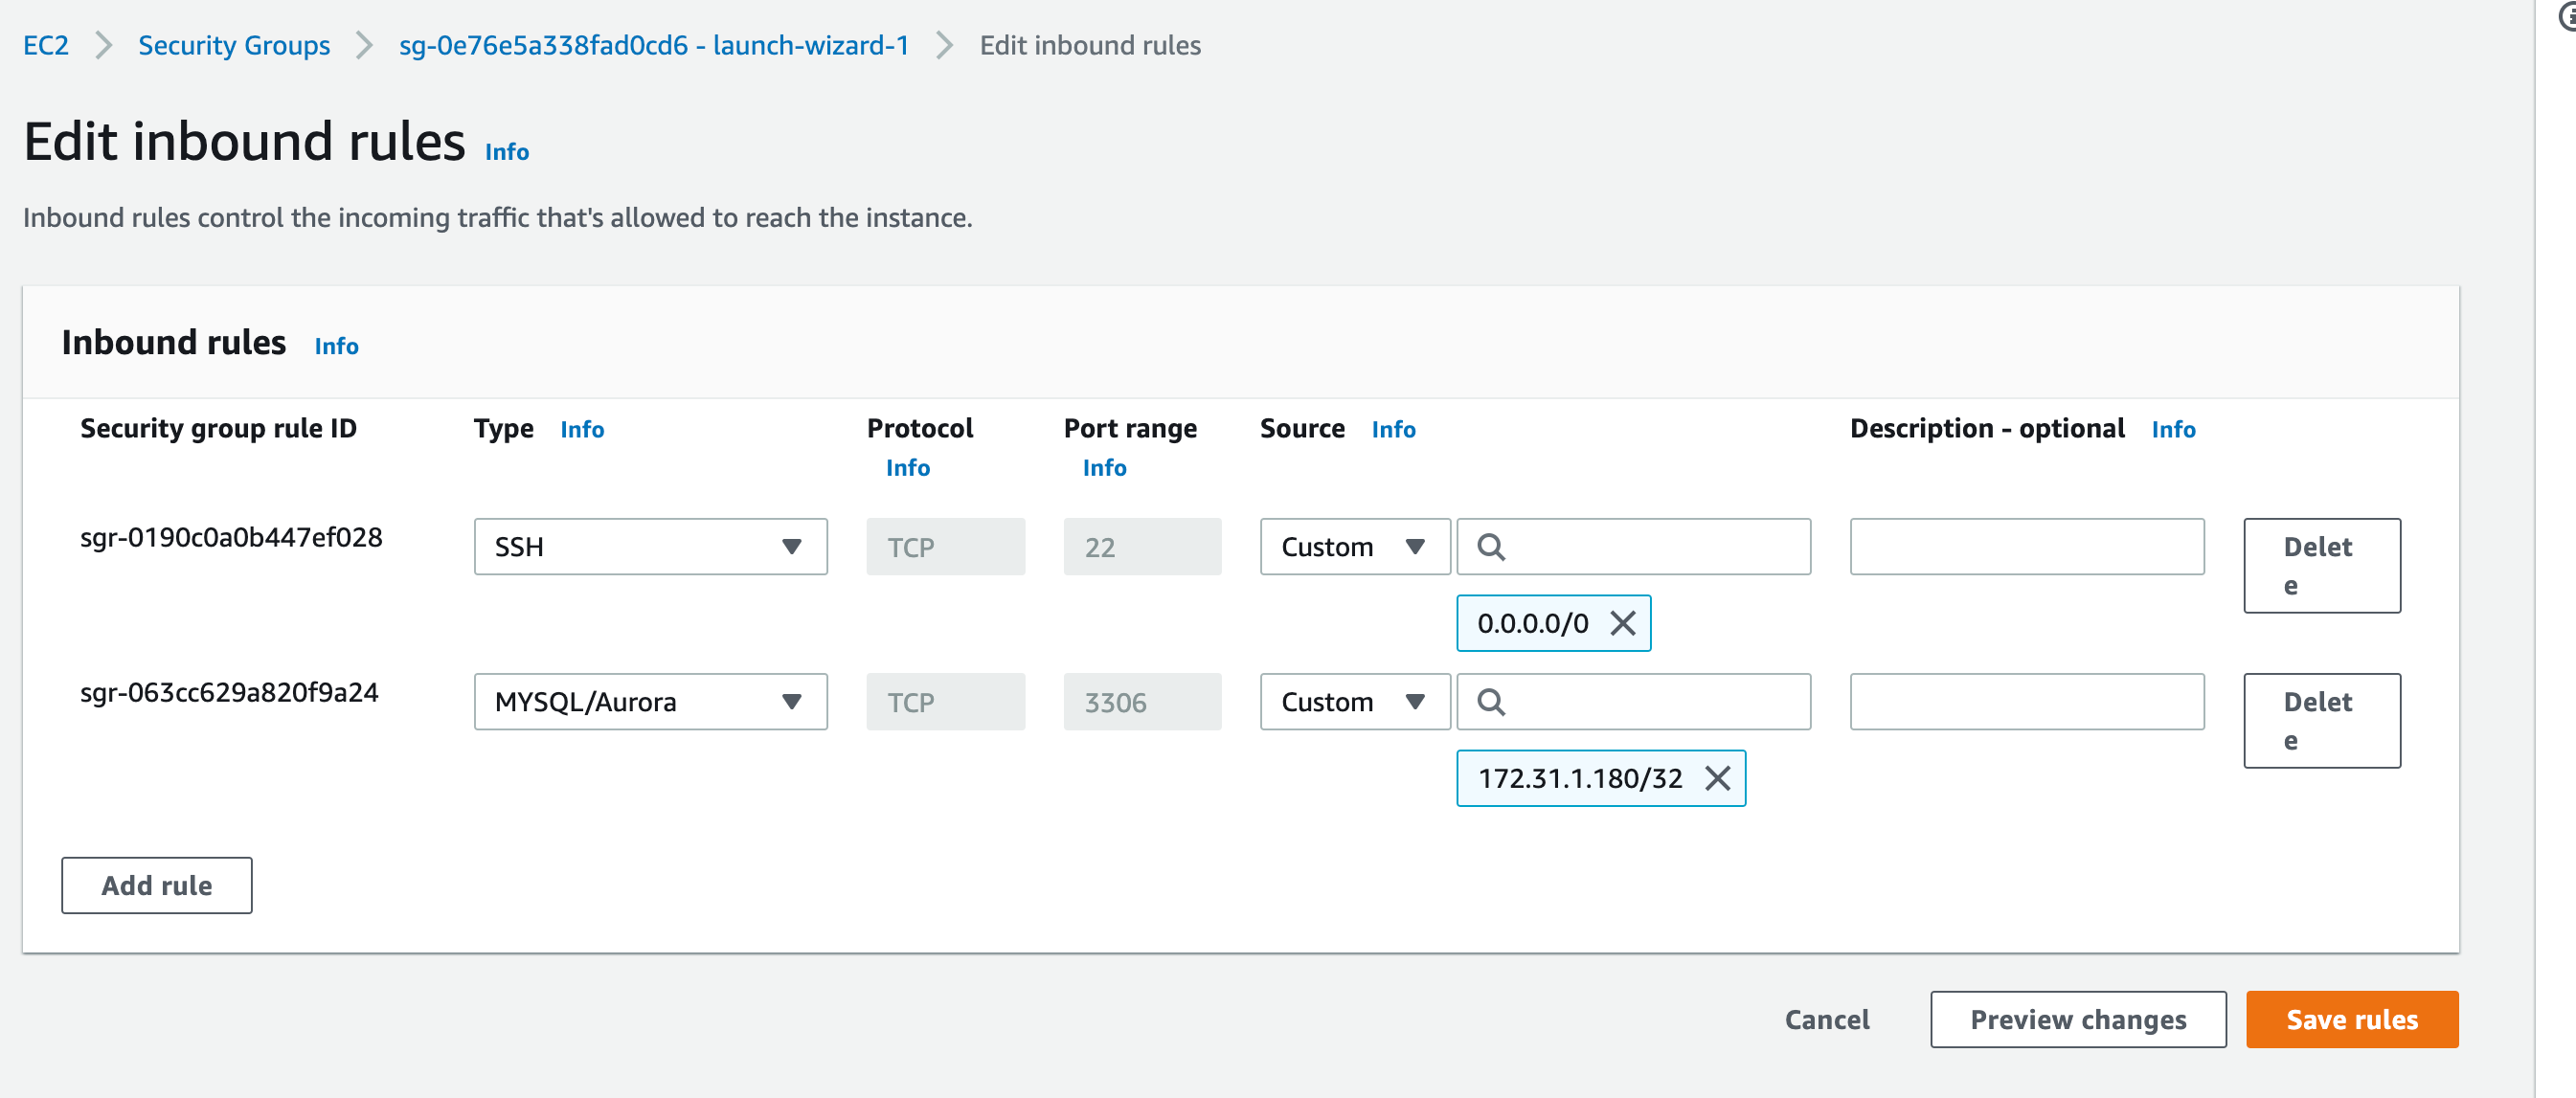 EC2 Security Groups sg-0e76e5a338fad0cd6 - launch-wizard-1 Edit inbound rules
Edit inbound rules Info
Inbound rules control the incoming traffic that's allowed to reach the instance.
Inbound rules Info
Security group rule ID Type Info Protocol Info Port range Info Source Info Description - optional Info
sgr-0190c0a0b447ef028 SSH TCP 22 Custom Delet
e
0.0.0.0/0
sgr-063cc629a820f9a24 MYSQL/Aurora TCP 3306 Custom Delet
e
172.31.1.180/32
Add rule
Cancel Preview changes Save rules